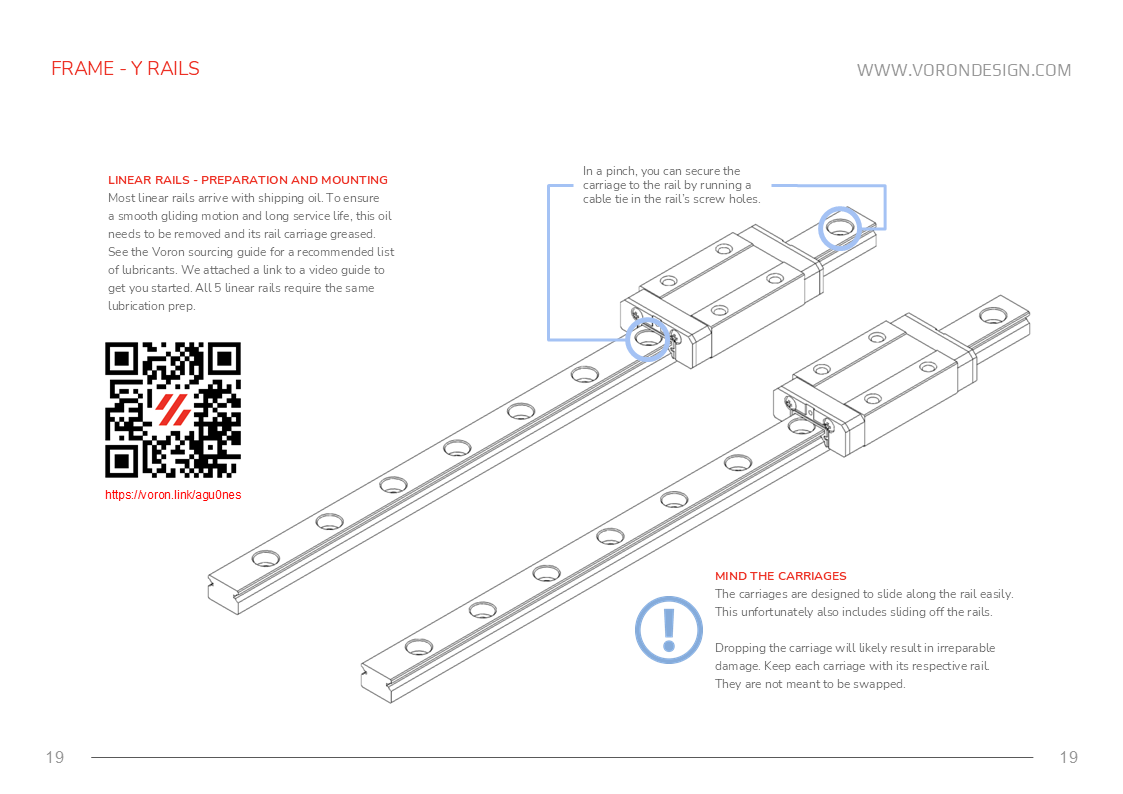 FRAME - Y RAILS
WWW.VORONDESIGN.COM
LINEAR RAILS - PREPARATION AND MOUNTING
Most linear rails arrive with shipping oil. To ensure
a smooth gliding motion and long service life, this oil
needs to be removed and its rail carriage greased.
See the Voron sourcing guide for a recommended list
of lubricants. We attached a link to a video guide to
get you started. All 5 linear rails require the same
lubrication prep.
https://voron.link/agu0nes
In a pinch, you can secure the
carriage to the rail by running a
cable tie in the rail's screw holes.
MIND THE CARRIAGES
The carriages are designed to slide along the rail easily.
This unfortunately also includes sliding off the rails.
Dropping the carriage will likely result in irreparable
damage. Keep each carriage with its respective rail.
They are not meant to be swapped.
19
19